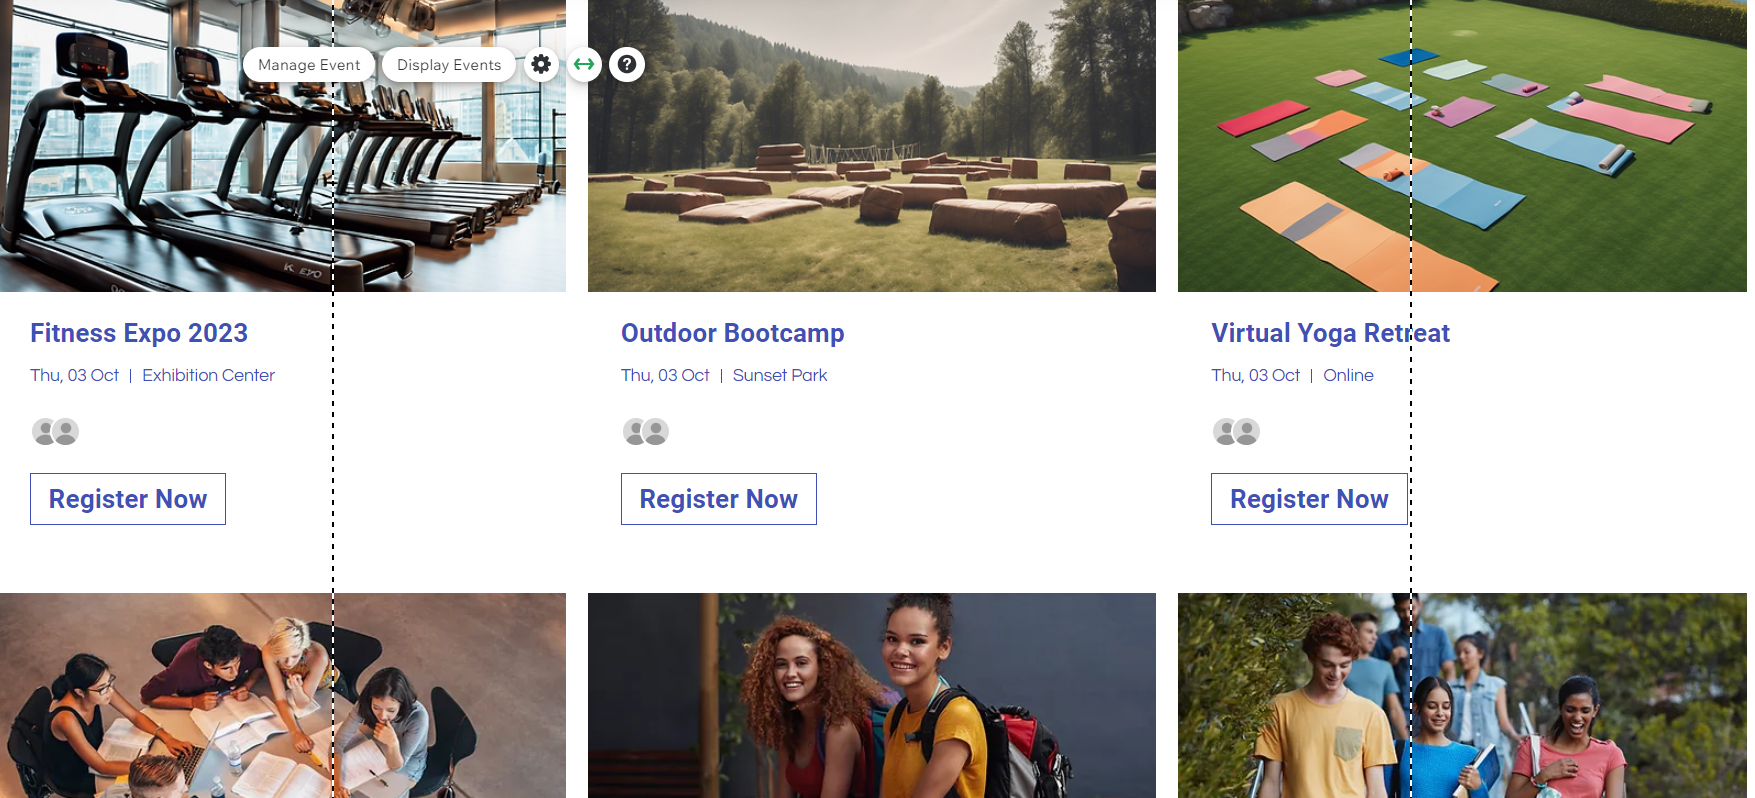 Manage Event
Display Events
?
Fitness Expo 2023
Thu, 03 Oct | Exhibition Center
Register Now
Outdoor Bootcamp
Thu, 03 Oct | Sunset Park
Register Now
Virtual Yoga Retreat
Thu, 03 Oct | Online
Register Now